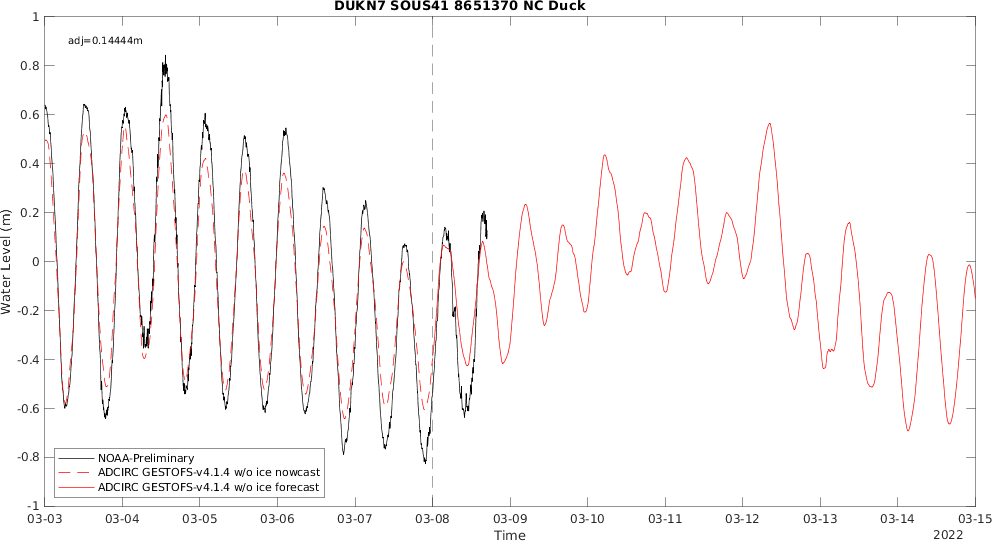 DUKN7 SOUS41 8651370 NC Duck
adj=0.14444m
1
0.8
0.6
0.4
0.2
0
-0.2
-0.4
-0.6
-0.8
-1
Water Level (m)
NOAA-Preliminary
ADCIRC GESTOFS-v4.1.4 w/o ice nowcast
ADCIRC GESTOFS-v4.1.4 w/o ice forecast
03-03 03-04 03-05 03-06 03-07 03-08 03-09 03-10 03-11 03-12 03-13 03-14 03-15
Time
2022